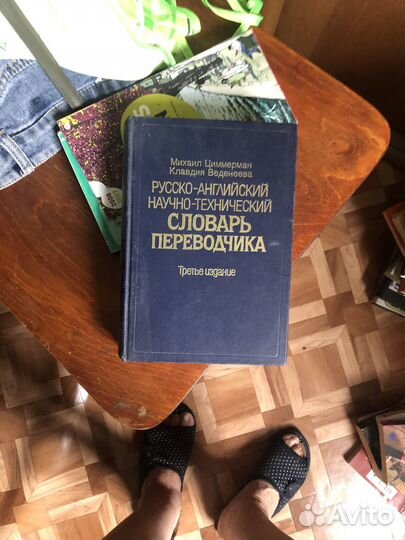 Михаил Циммерман
Клавдия Веденеева
РУССКО-АНГЛИЙСКИЙ
НАУЧНО-ТЕХНИЧЕСКИЙ
СЛОВАРЬ
ПЕРЕВОДЧИКА
Третье издание
Avito